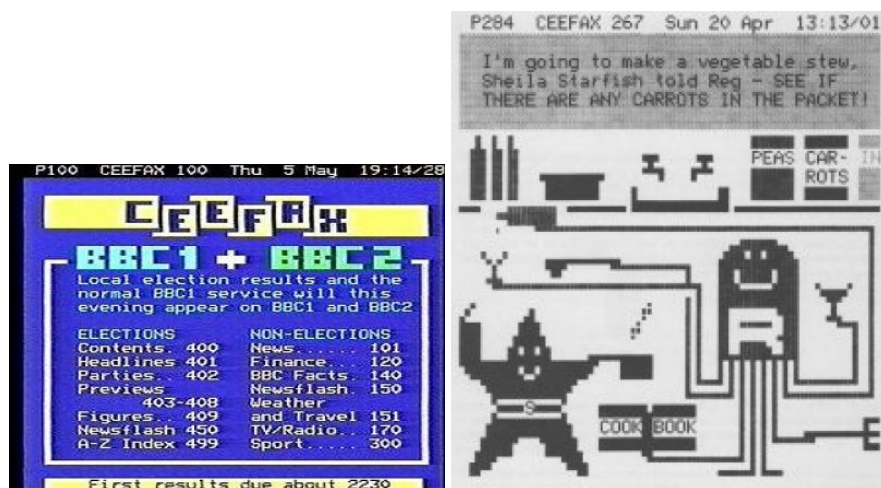 P100 CEEFAX 100 Thu 5 May 19:14/28
CEEFAX
BBC1 + BBC2
Local election results and the
normal BBC1 service will this
evening appear on BBC1 and BBC2
ELECTIONS NON-ELECTIONS
Contents. 400 News...... 101
Headlines 401 Finance... 120
Parties.. 402 BBC Facts. 140
Previews Newsflash. 150
403-408 Weather
Figures.. 409 and Travel 151
Newsflash 450 TV/Radio.. 170
A-Z Index 499 Sport..... 300
First results due about 2230
P284 CEEFAX 267 Sun 20 Apr 13:13/01
I'm going to make a vegetable stew,
Sheila Starfish told Reg - SEE IF
THERE ARE ANY CARROTS IN THE PACKET!
PEAS CAR- IN
ROTS
S
COOK BOOK